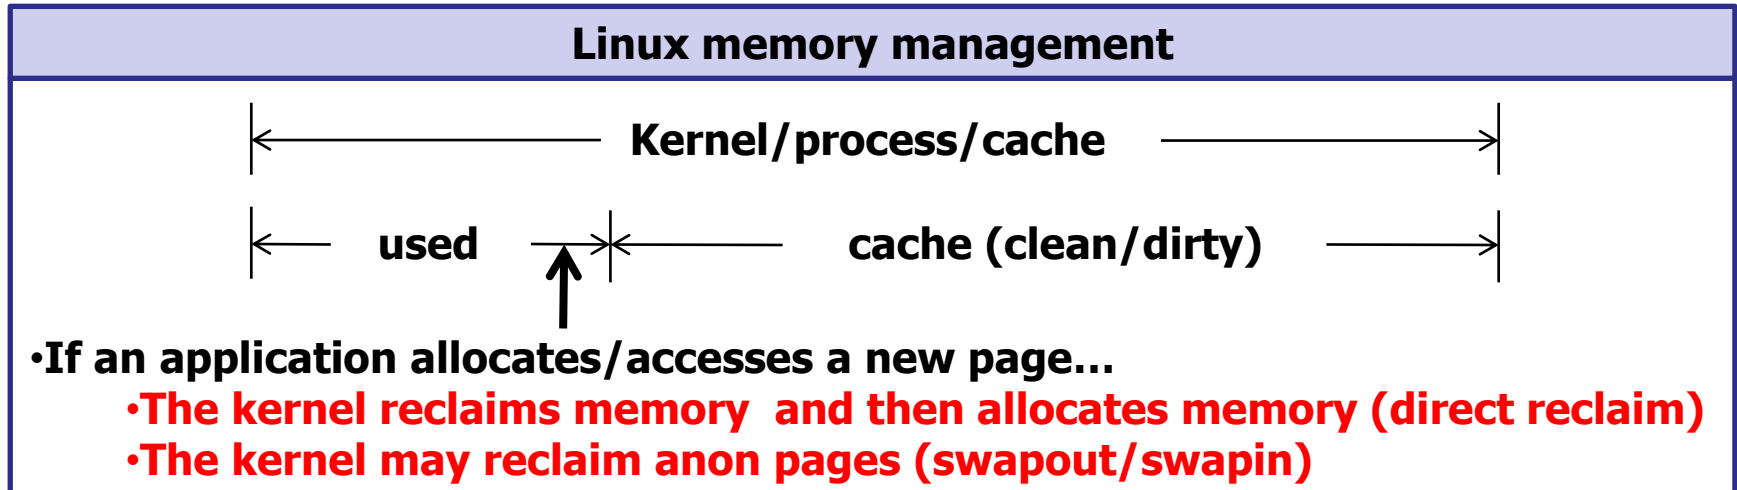 Linux memory management
Kernel/process/cache
used cache (clean/dirty)
•If an application allocates/accesses a new page…
•The kernel reclaims memory  and then allocates memory (direct reclaim)
•The kernel may reclaim anon pages (swapout/swapin)